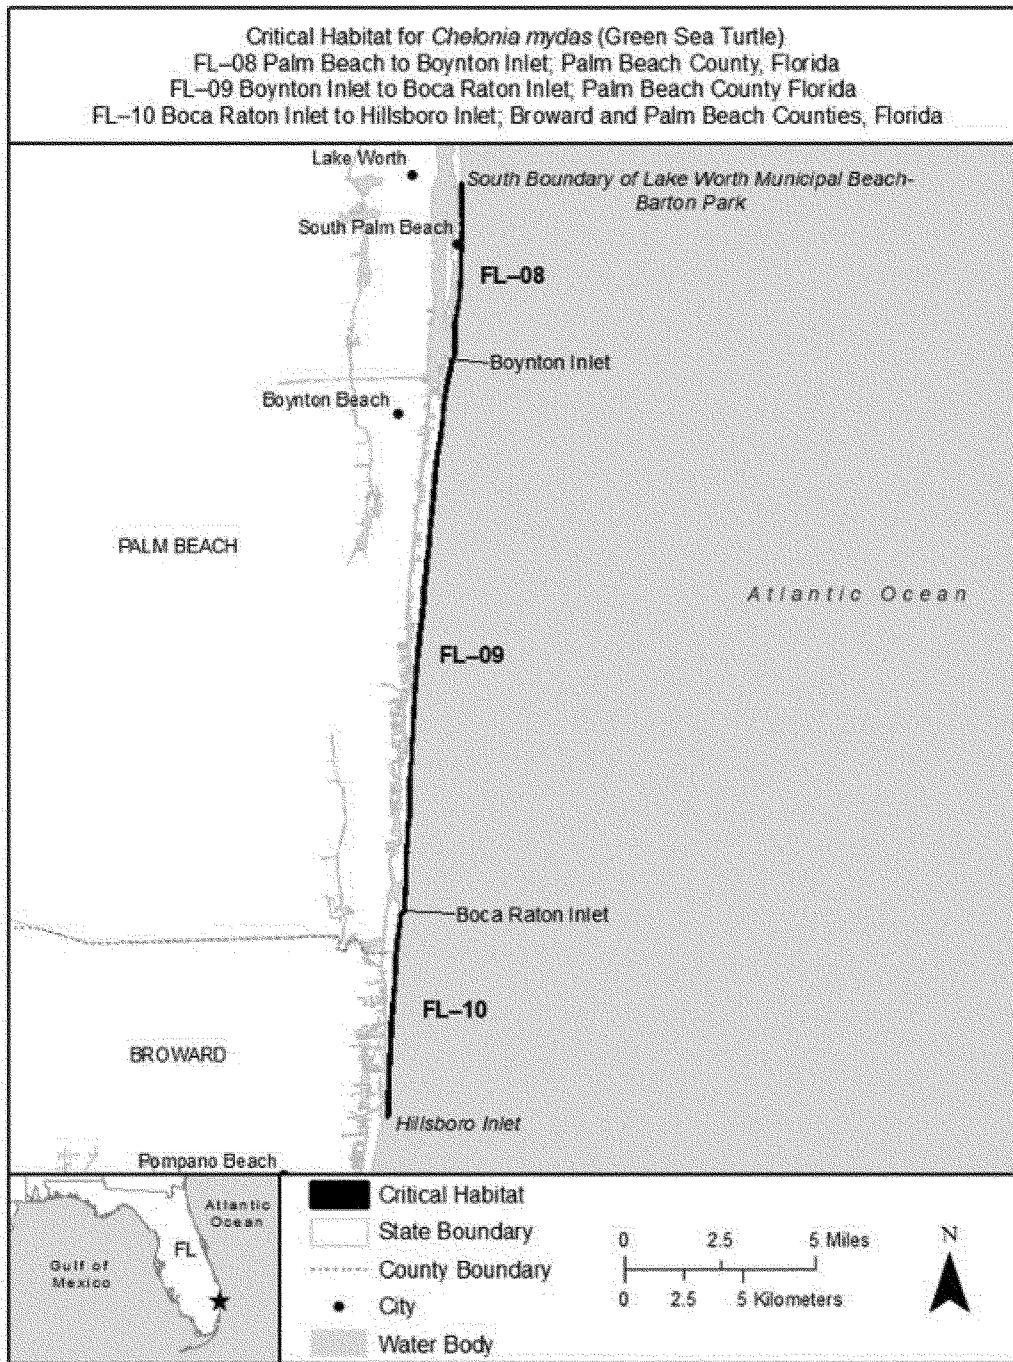 Critical Habitat for Chelonia mydas (Green Sea Turtle)
FL–08 Palm Beach to Boynton Inlet; Palm Beach County, Florida
FL–09 Boynton Inlet to Boca Raton Inlet; Palm Beach County Florida
FL–10 Boca Raton Inlet to Hillsboro Inlet; Broward and Palm Beach Counties, Florida
Lake Worth
South Boundary of Lake Worth Municipal Beach-
Barton Park
South Palm Beach
FL–08
Boynton Inlet
Boynton Beach
PALM BEACH
Atlantic Ocean
FL–09
Boca Raton Inlet
FL–10
BROWARD
Hillsboro Inlet
Pompano Beach
Atlantic
Ocean
FL
Gulf of
Mexico
Critical Habitat
State Boundary
County Boundary
City
Water Body
0 2.5 5 Miles
0 2.5 5 Kilometers
N